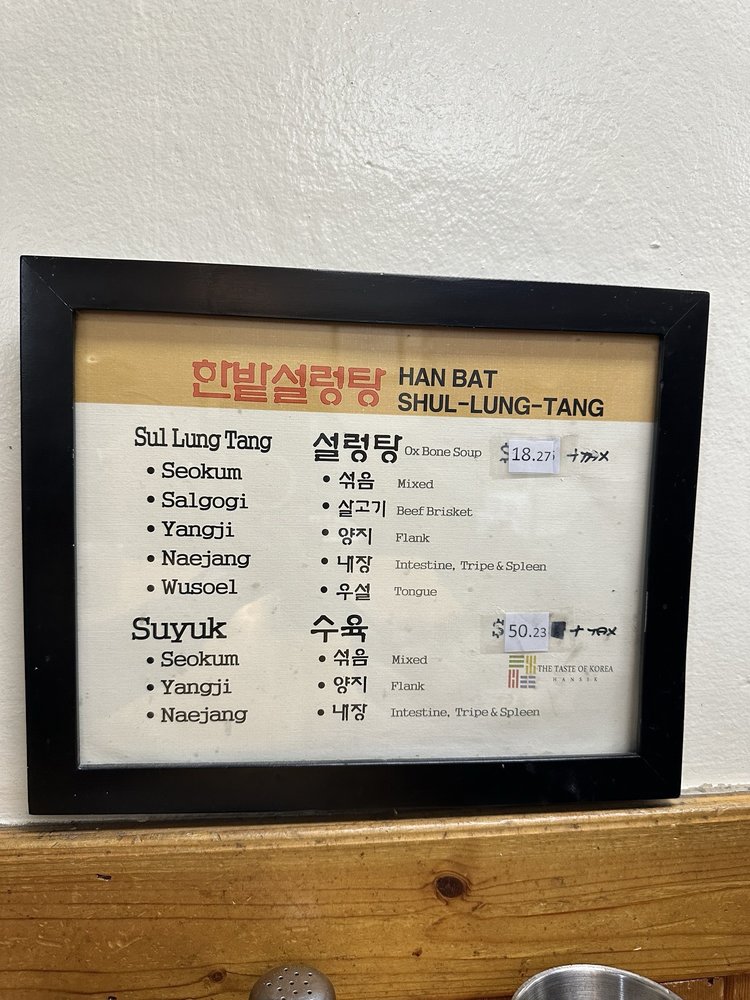 한밭설렁탕 HAN BAT
SHUL-LUNG-TANG
Sul Lung Tang 설렁탕 Ox Bone Soup $18.27 +tax
• Seokum • 섞음 Mixed
• Salgogi • 살고기 Beef Brisket
• Yangji • 양지 Flank
• Naejang • 내장 Intestine, Tripe & Spleen
• Wusoel • 우설 Tongue
Suyuk 수육 $50.23 + Tax
• Seokum • 섞음 Mixed
• Yangji • 양지 Flank
• Naejang • 내장 Intestine, Tripe & Spleen
THE TASTE OF KOREA
HANSIK